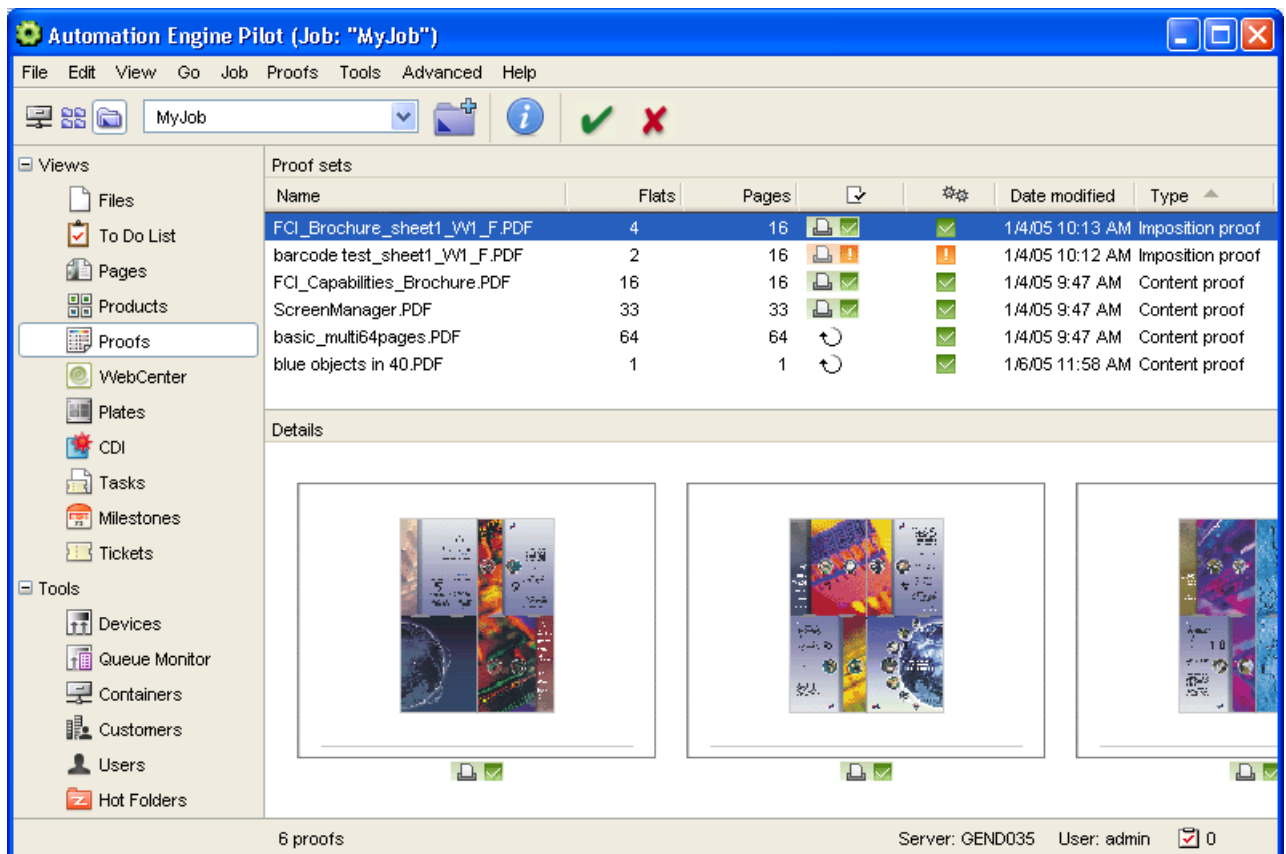 Automation Engine Pilot (Job: "MyJob")
File Edit View Go Job Proofs Tools Advanced Help
MyJob
Views
Files
To Do List
Pages
Products
Proofs
WebCenter
Plates
CDI
Tasks
Milestones
Tickets
Tools
Devices
Queue Monitor
Containers
Customers
Users
Hot Folders
Proof sets
Name Flats Pages Date modified Type
FCI_Brochure_sheet1_W1_F.PDF 4 16 1/4/05 10:13 AM Imposition proof
barcode test_sheet1_W1_F.PDF 2 16 1/4/05 10:12 AM Imposition proof
FCI_Capabilities_Brochure.PDF 16 16 1/4/05 9:47 AM Content proof
ScreenManager.PDF 33 33 1/4/05 9:47 AM Content proof
basic_multi64pages.PDF 64 64 1/4/05 9:47 AM Content proof
blue objects in 40.PDF 1 1 1/6/05 11:58 AM Content proof
Details
6 proofs Server: GEND035 User: admin 0